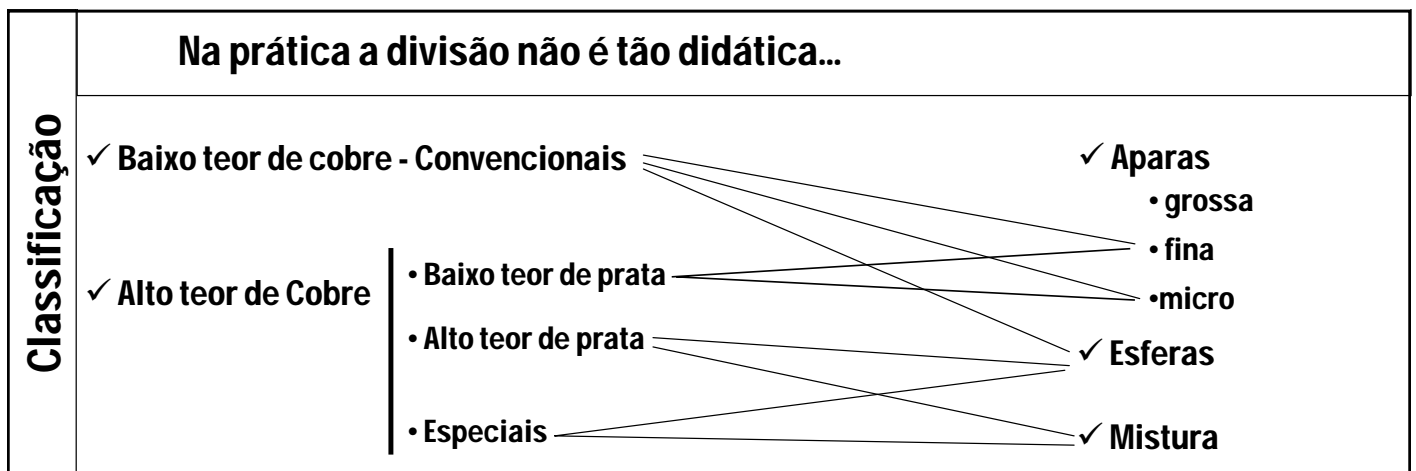 Na prática a divisão não é tão didática...
Classificação
✓ Baixo teor de cobre - Convencionais
✓ Alto teor de Cobre
• Baixo teor de prata
• Alto teor de prata
• Especiais
✓ Aparas
• grossa
• fina
•micro
✓ Esferas
✓ Mistura